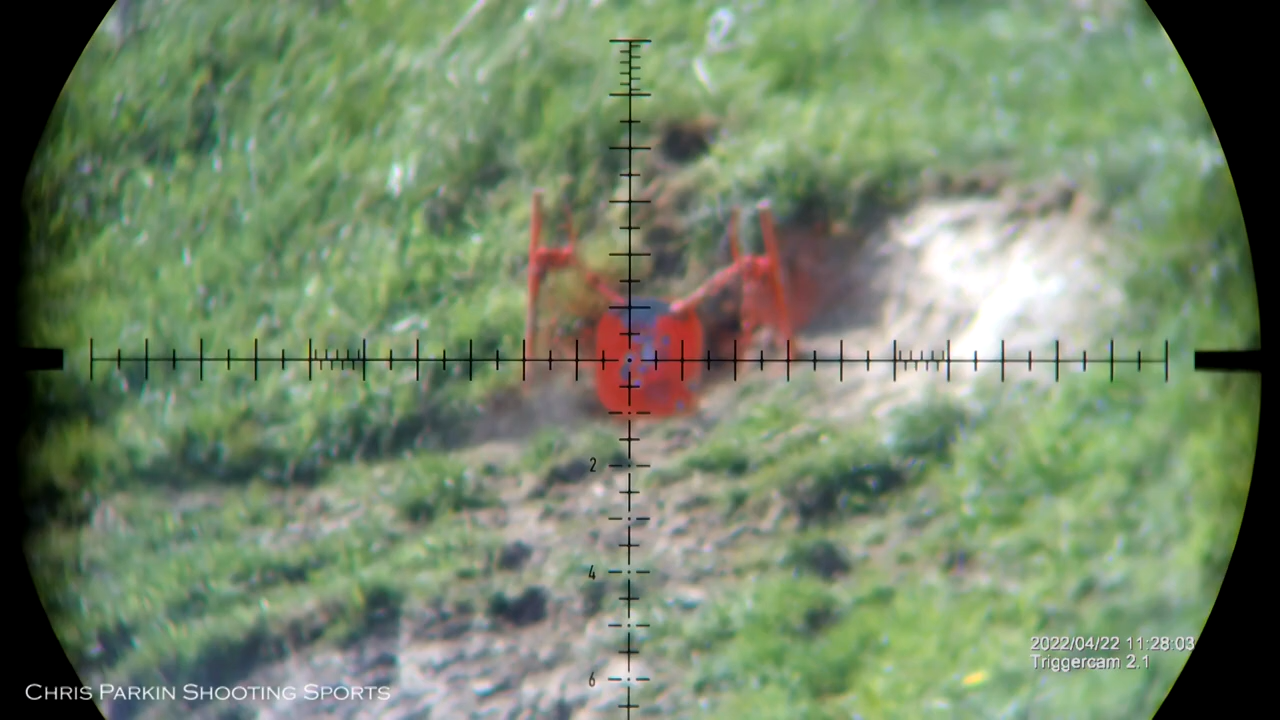 2
4
6
2022/04/22 11:28:03
Triggercam 2.1
CHRIS PARKIN SHOOTING SPORTS